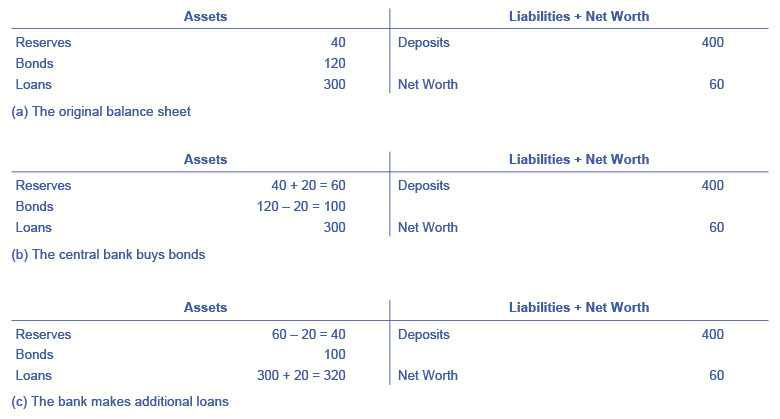 Assets Liabilities + Net Worth
Reserves 40 Deposits 400
Bonds 120
Loans 300 Net Worth 60
(a) The original balance sheet
Assets Liabilities + Net Worth
Reserves 40 + 20 = 60 Deposits 400
Bonds 120 – 20 = 100
Loans 300 Net Worth 60
(b) The central bank buys bonds
Assets Liabilities + Net Worth
Reserves 60 – 20 = 40 Deposits 400
Bonds 100
Loans 300 + 20 = 320 Net Worth 60
(c) The bank makes additional loans